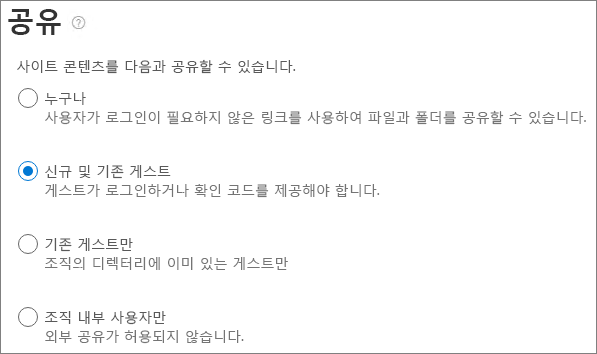 공유 ?
사이트 콘텐츠를 다음과 공유할 수 있습니다.
누구나
사용자가 로그인이 필요하지 않은 링크를 사용하여 파일과 폴더를 공유할 수 있습니다.
신규 및 기존 게스트
게스트가 로그인하거나 확인 코드를 제공해야 합니다.
기존 게스트만
조직의 디렉터리에 이미 있는 게스트만
조직 내부 사용자만
외부 공유가 허용되지 않습니다.